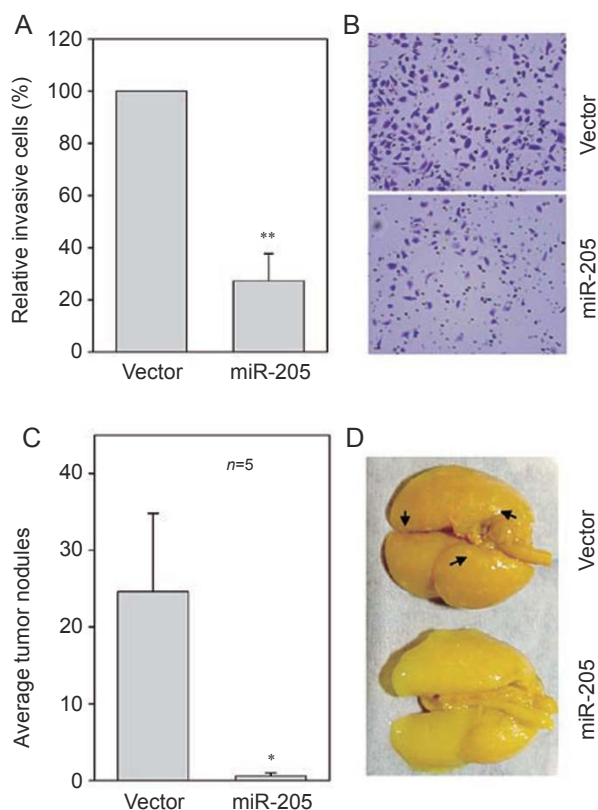 A
Relative invasive cells (%)
120
100
80
60
40
20
0
**
Vector
miR-205
B
Vector
miR-205
C
Average tumor nodules
40
30
20
10
0
n=5
*
Vector
miR-205
D
Vector
miR-205